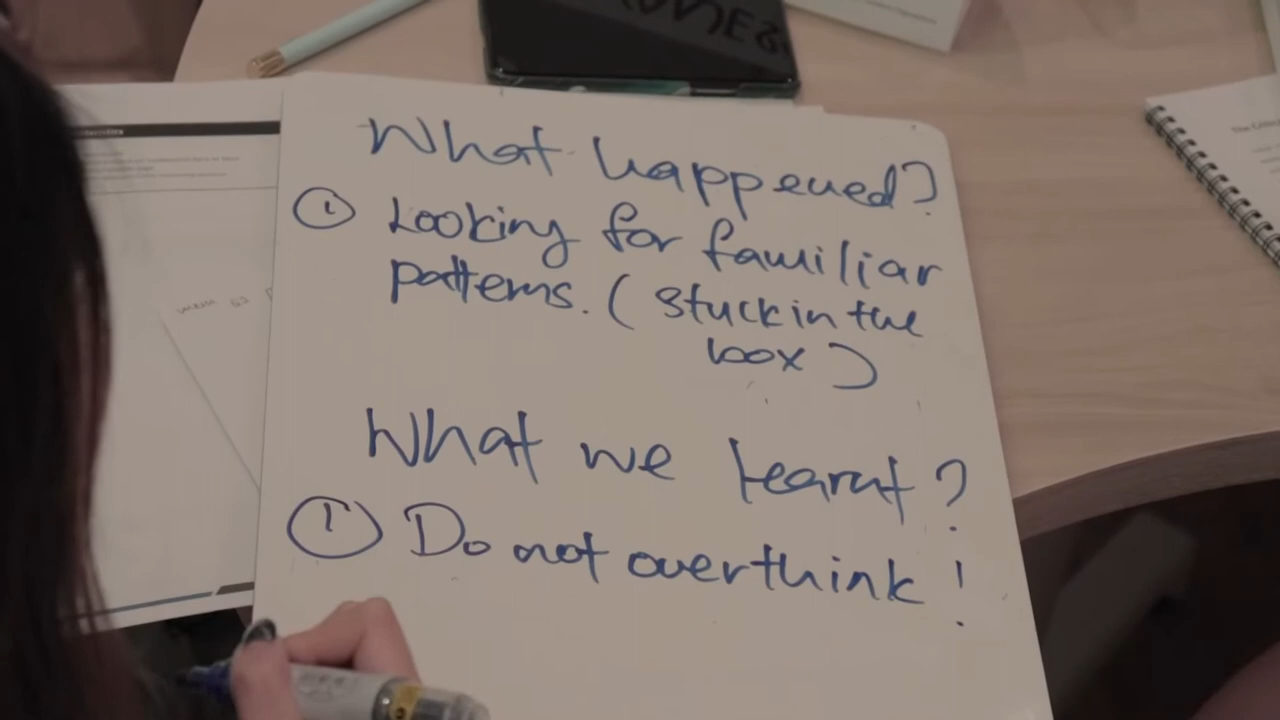 What happened?
① Looking for familiar
patterns. (stuck in the
box)
What we learnt?
① Do not overthink!